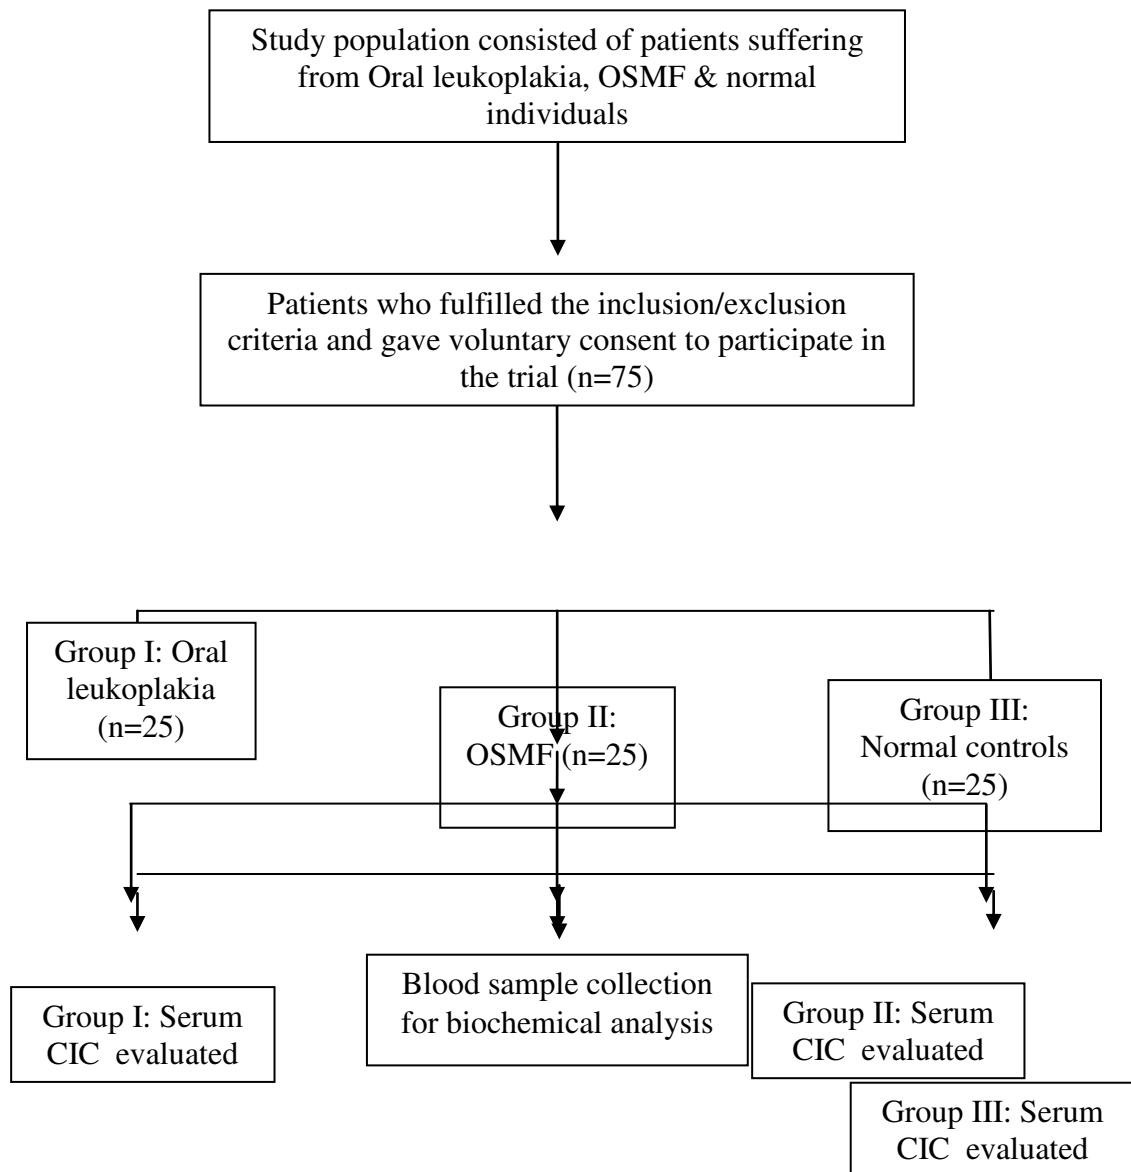 Study population consisted of patients suffering
from Oral leukoplakia, OSMF & normal
individuals
Patients who fulfilled the inclusion/exclusion
criteria and gave voluntary consent to participate in
the trial (n=75)
Group I: Oral
leukoplakia
(n=25)
Group II:
OSMF (n=25)
Group III:
Normal controls
(n=25)
Blood sample collection
for biochemical analysis
Group I: Serum
CIC evaluated
Group II: Serum
CIC evaluated
Group III: Serum
CIC evaluated